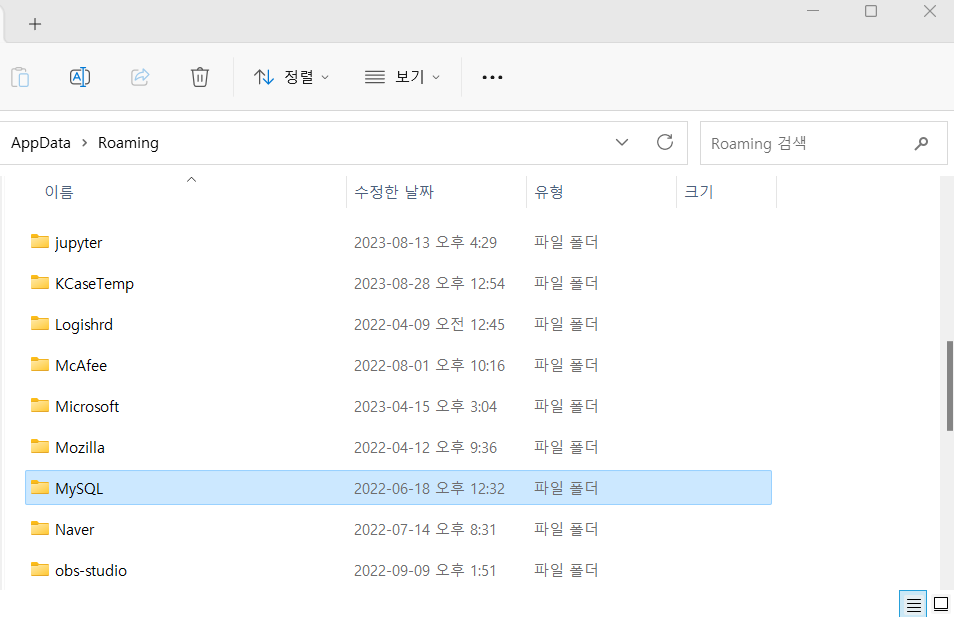 정렬 보기
AppData > Roaming Roaming 검색
이름 수정한 날짜 유형 크기
jupyter 2023-08-13 오후 4:29 파일 폴더
KCaseTemp 2023-08-28 오후 12:54 파일 폴더
Logishrd 2022-04-09 오전 12:45 파일 폴더
McAfee 2022-08-01 오후 10:16 파일 폴더
Microsoft 2023-04-15 오후 3:04 파일 폴더
Mozilla 2022-04-12 오후 9:36 파일 폴더
MySQL 2022-06-18 오후 12:32 파일 폴더
Naver 2022-07-14 오후 8:31 파일 폴더
obs-studio 2022-09-09 오후 1:51 파일 폴더